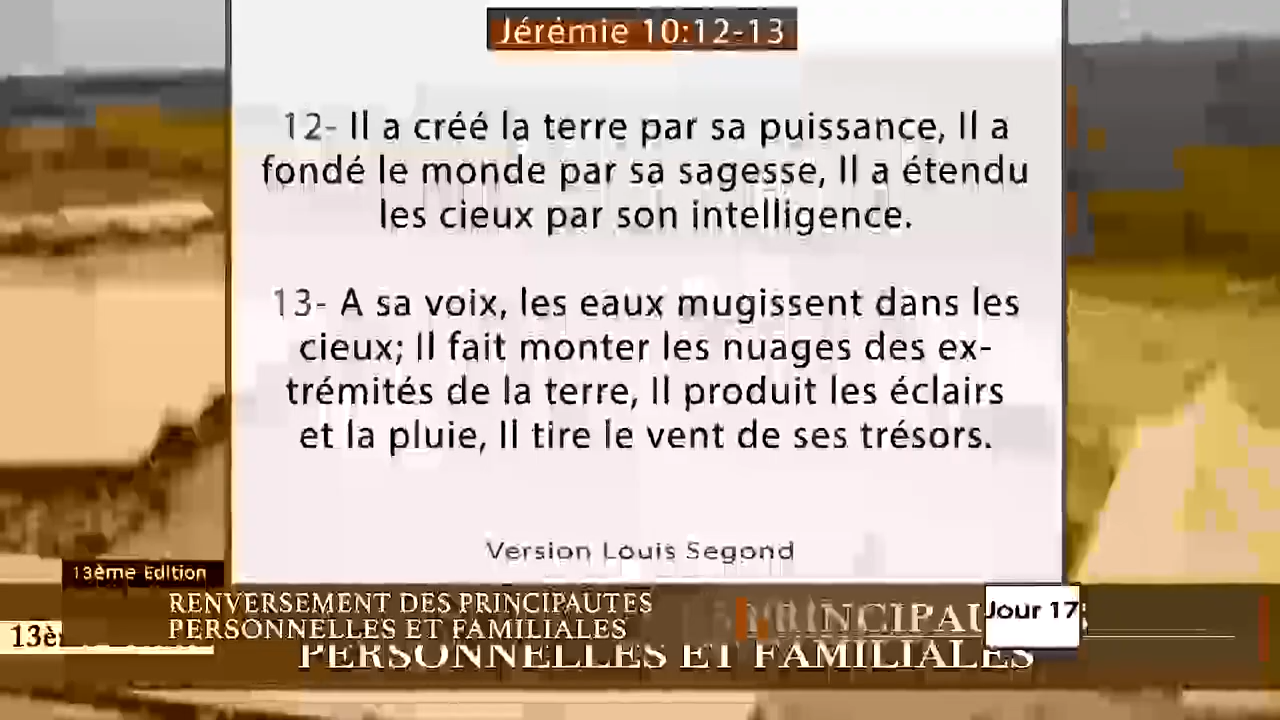 Jérémie 10:12-13
12- Il a créé la terre par sa puissance, Il a
fondé le monde par sa sagesse, Il a étendu
les cieux par son intelligence.
13- A sa voix, les eaux mugissent dans les
cieux; Il fait monter les nuages des ex-
trémités de la terre, Il produit les éclairs
et la pluie, Il tire le vent de ses trésors.
Version Louis Segond
13ème Edition
RENVERSEMENT DES PRINCIPAUTES
PERSONNELLES ET FAMILIALES
Jour 17
PERSONNELLES ET FAMILIALES